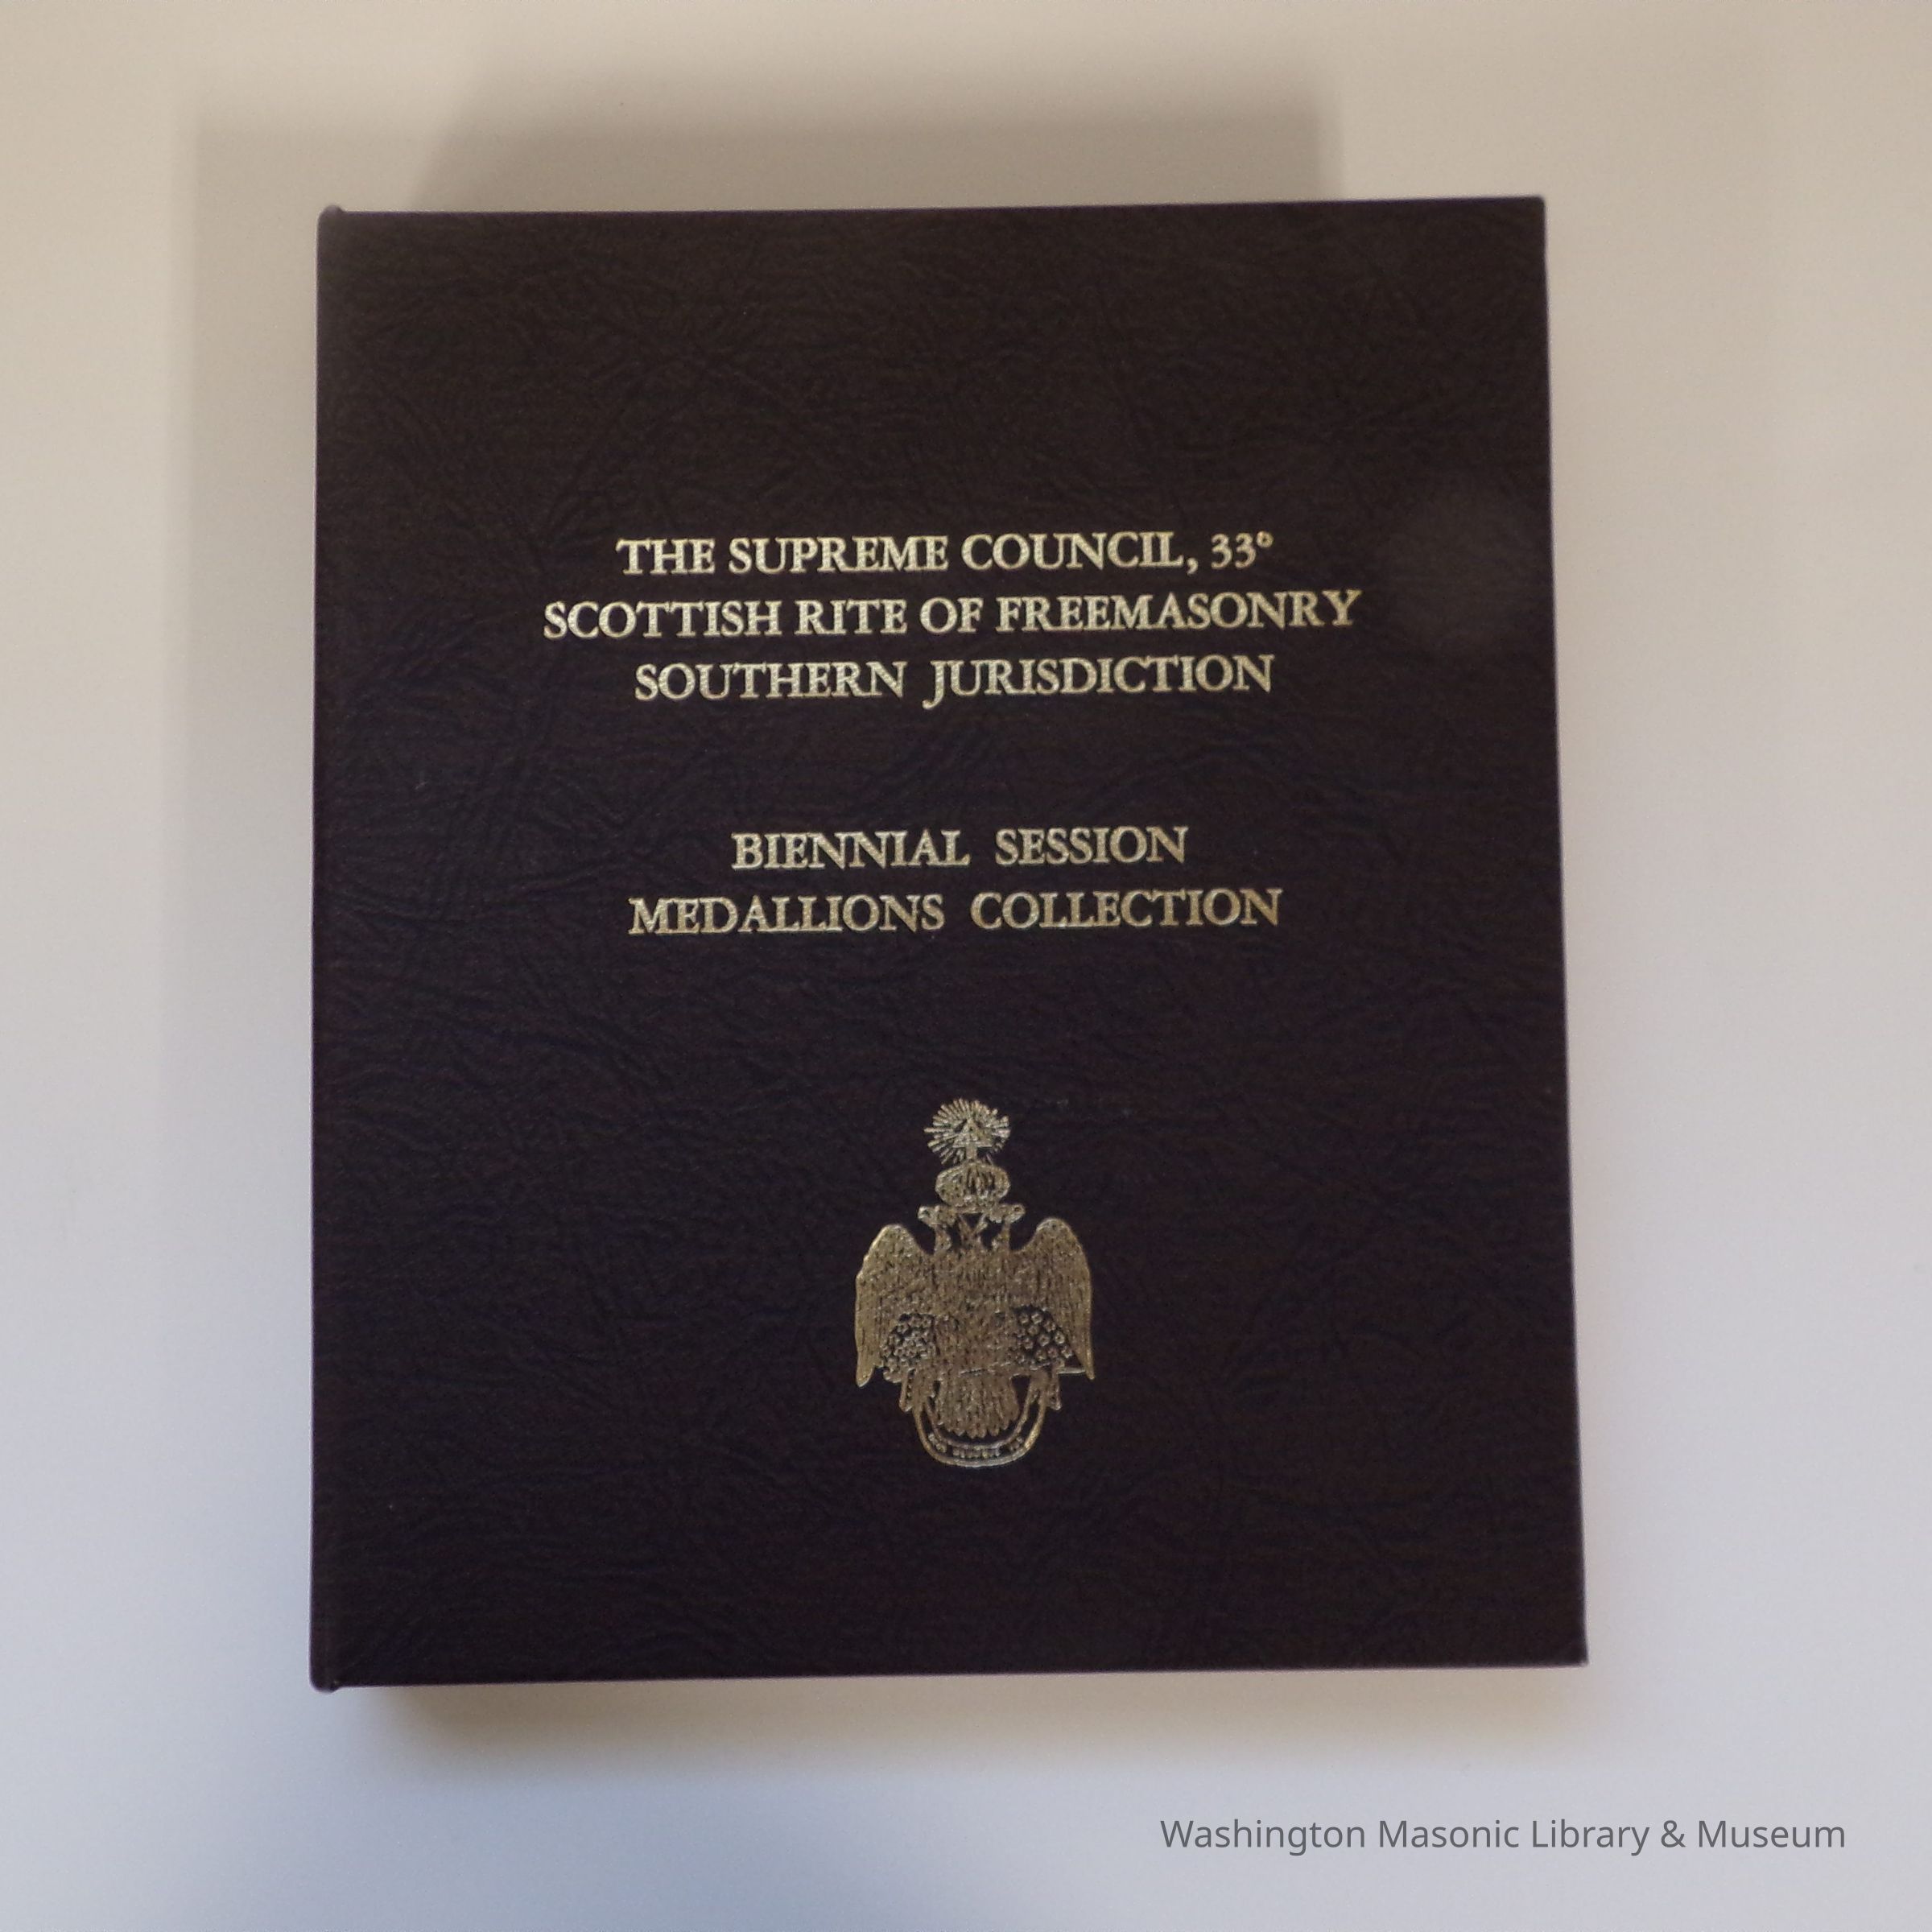 THE SUPREME COUNCIL, 33°
SCOTTISH RITE OF FREEMASONRY
SOUTHERN JURISDICTION
BIENNIAL SESSION
MEDALLIONS COLLECTION
Washington Masonic Library & Museum